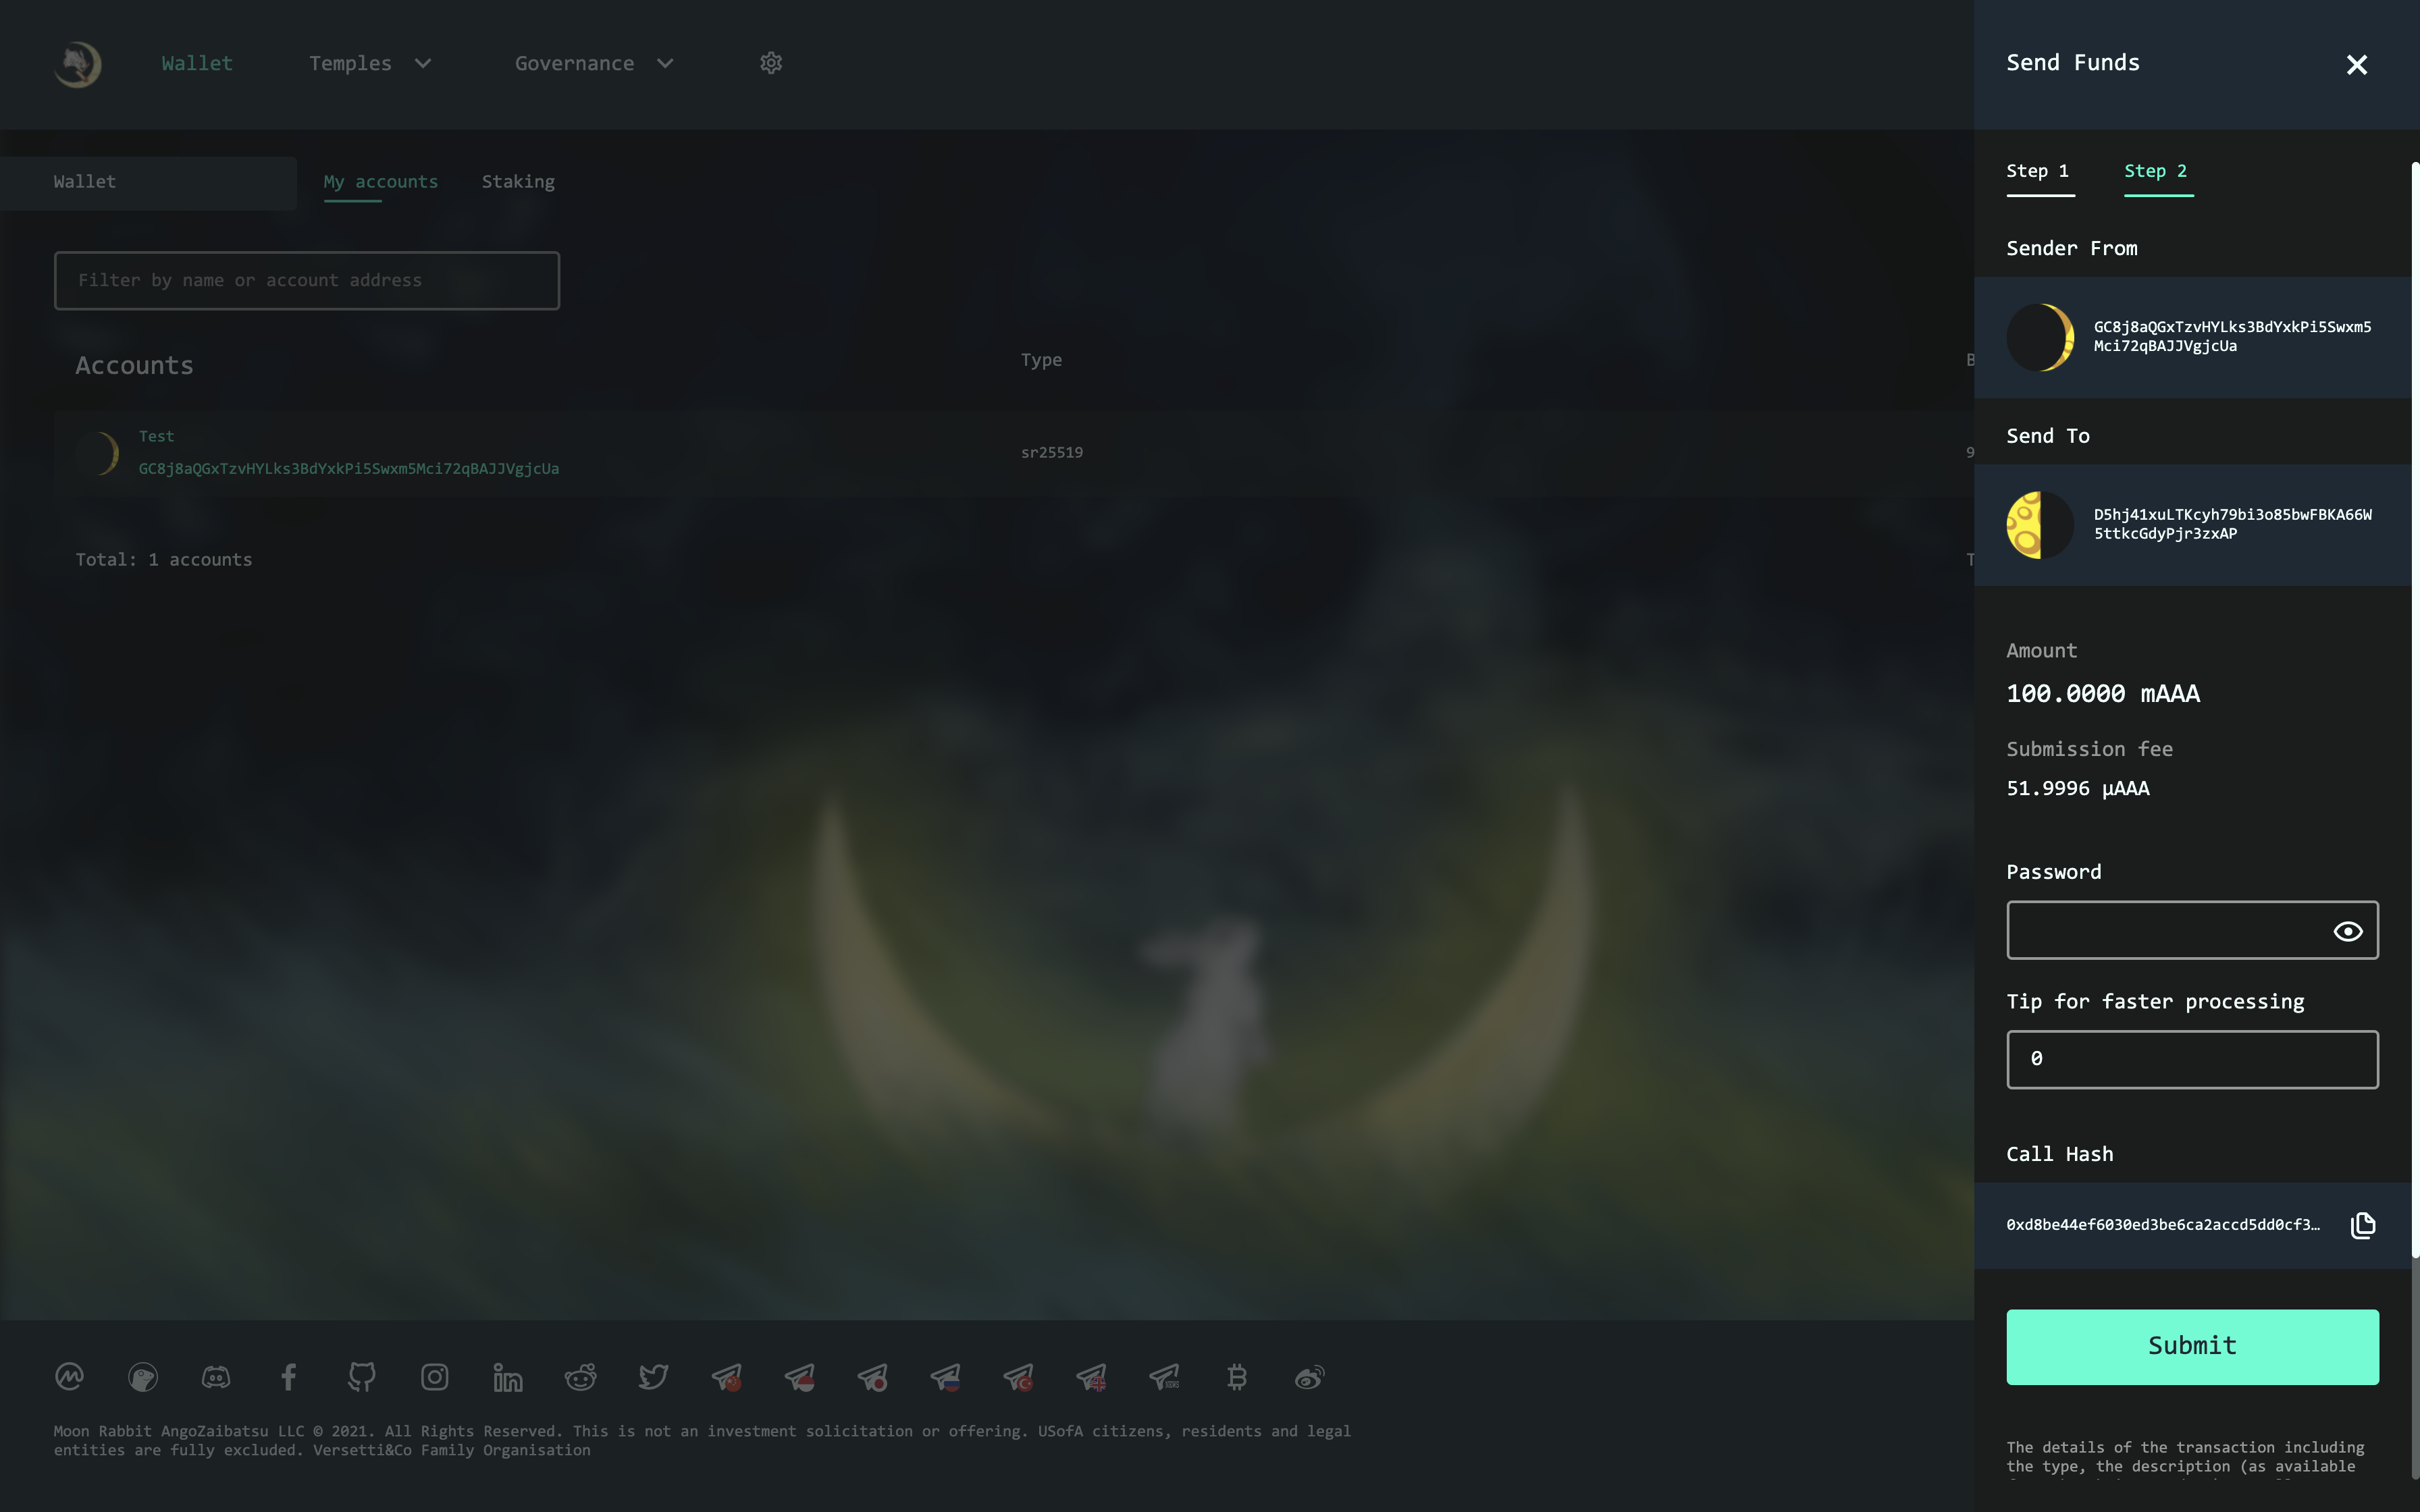 Wallet
Temples
Governance
Send Funds
Wallet
My accounts
Staking
Step 1
Step 2
Filter by name or account address
Sender From
GC8j8aQGxTzvHYLks3BdYxkPi5Swxm5
Mci72qBAJJVgjcUa
Accounts
Type
Test
GC8j8aQGxTzvHYLks3BdYxkPi5Swxm5Mci72qBAJJVgjcUa
sr25519
9
Send To
D5hj41xuLTKcyh79bi3o85bwFBKA66W
5ttkcGdyPjr3zxAP
Total: 1 accounts
Amount
100.0000 mAAA
Submission fee
51.9996 µAAA
Password
Tip for faster processing
0
Call Hash
0xd8be44ef6030ed3be6ca2accd5dd0cf3…
Submit
Moon Rabbit AngoZaibatsu LLC © 2021. All Rights Reserved. This is not an investment solicitation or offering. USofA citizens, residents and legal
entities are fully excluded. Versetti&Co Family Organisation
The details of the transaction including
the type, the description (as available